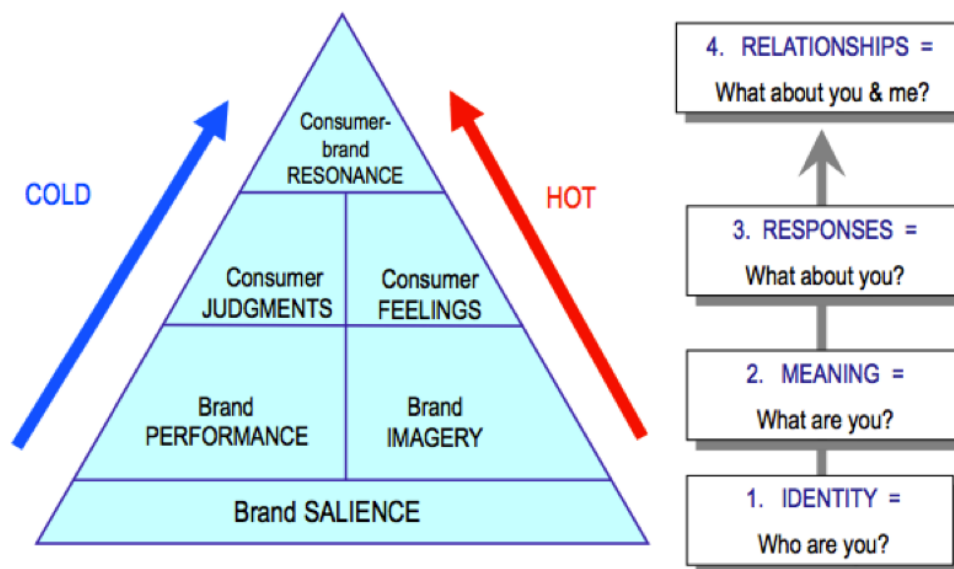 COLD
HOT
Consumer-
brand
RESONANCE
Consumer
JUDGMENTS
Consumer
FEELINGS
Brand
PERFORMANCE
Brand
IMAGERY
Brand SALIENCE
4. RELATIONSHIPS =
What about you & me?
3. RESPONSES =
What about you?
2. MEANING =
What are you?
1. IDENTITY =
Who are you?